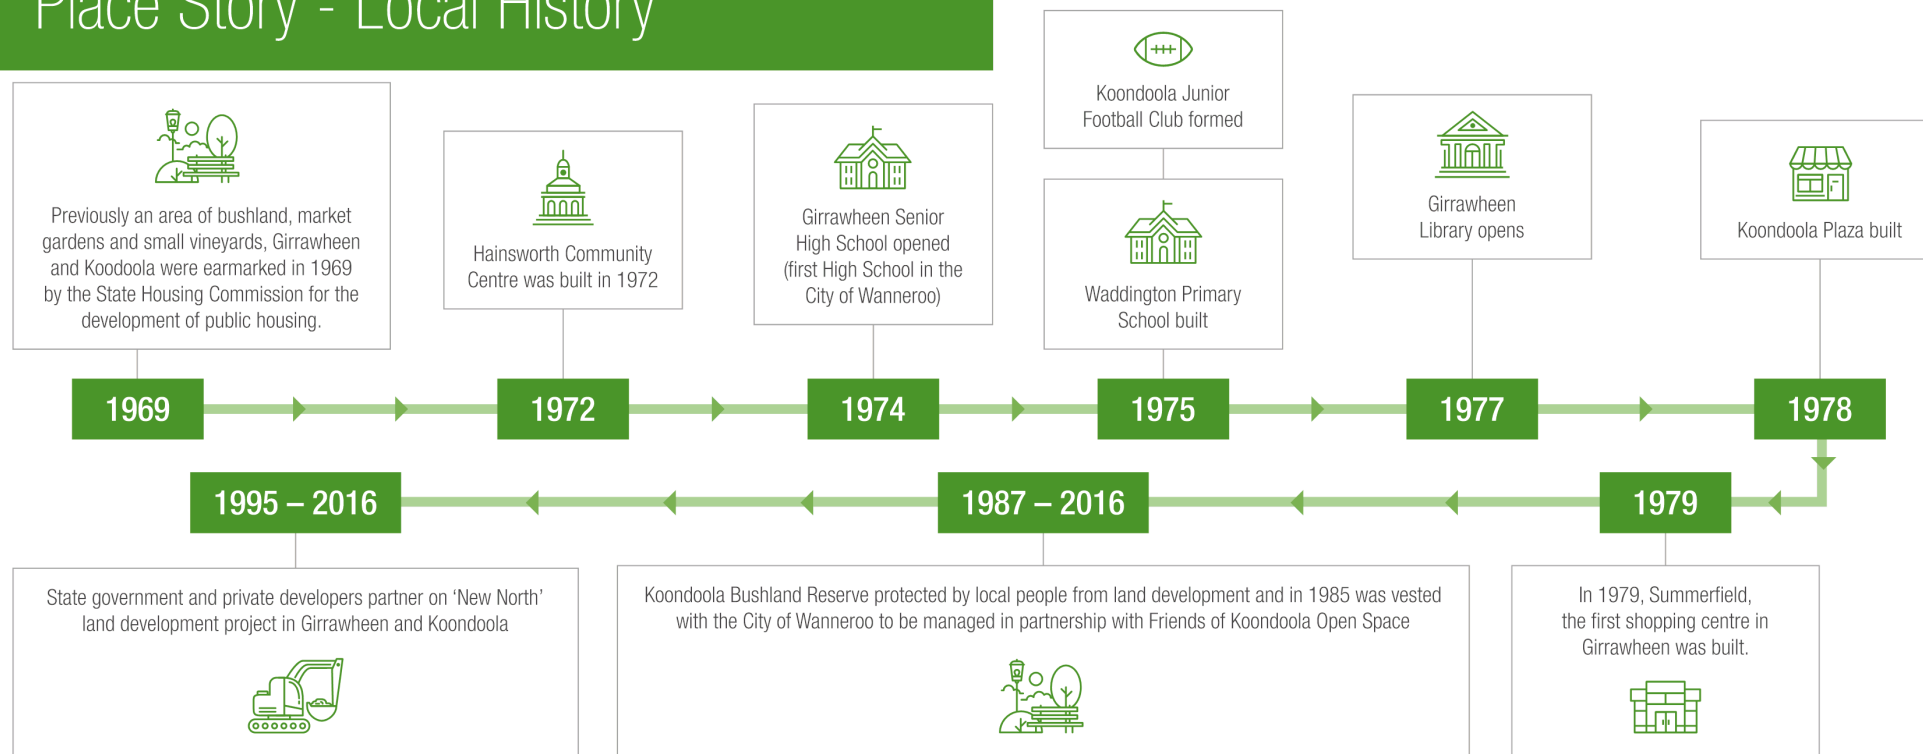 Place Story - Local History
Previously an area of bushland, market
gardens and small vineyards, Girrawheen
and Koodoola were earmarked in 1969
by the State Housing Commission for the
development of public housing.
Hainsworth Community
Centre was built in 1972
Girrawheen Senior
High School opened
(first High School in the
City of Wanneroo)
Koondoola Junior
Football Club formed
Waddington Primary
School built
Girrawheen
Library opens
Koondoola Plaza built
1969
1972
1974
1975
1977
1978
1979
1987 – 2016
1995 – 2016
In 1979, Summerfield,
the first shopping centre in
Girrawheen was built.
Koondoola Bushland Reserve protected by local people from land development and in 1985 was vested
with the City of Wanneroo to be managed in partnership with Friends of Koondoola Open Space
State government and private developers partner on ‘New North’
land development project in Girrawheen and Koondoola